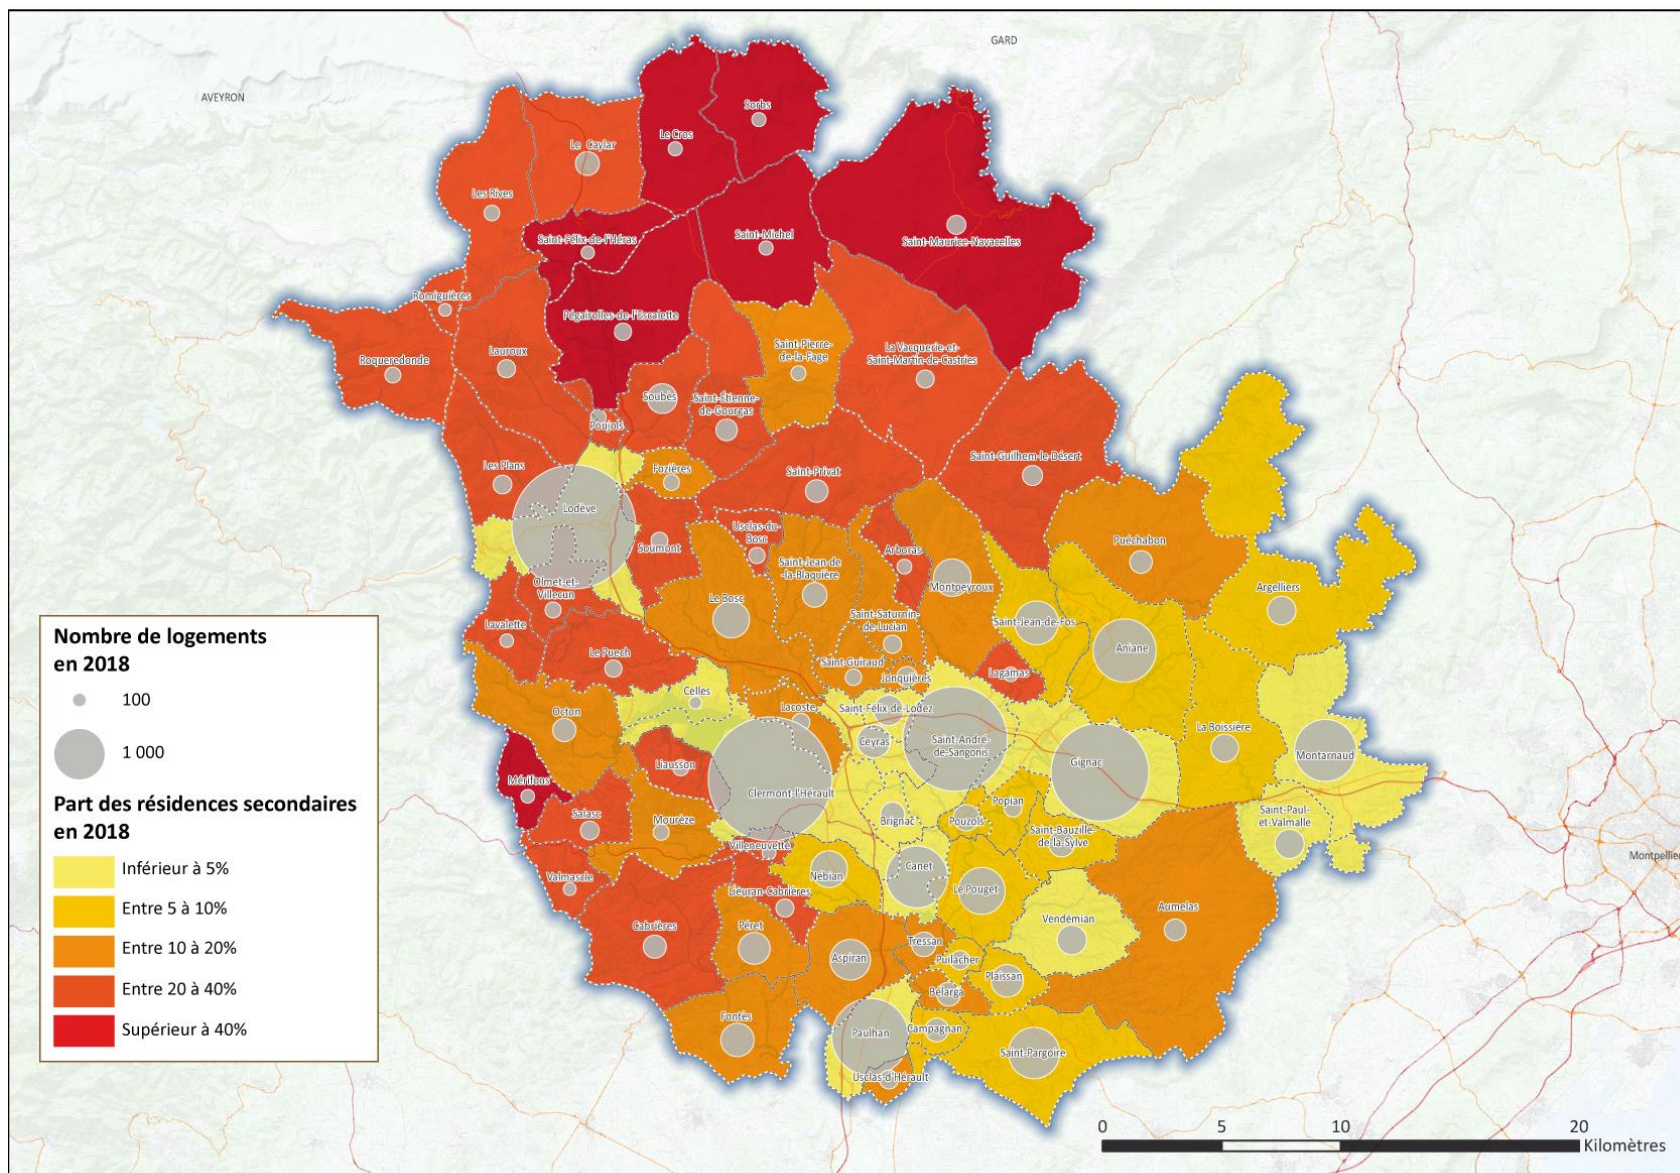 GARD
AVEYRON
Sorbs
Le Cros
Le Caylar
Les Rives
Saint-Félix-de-l'Héras
Saint-Michel
Saint-Maurice-Navacelles
Romiguières
Pégairolles-de-l'Escalette
Roqueredonde
Lauroux
Saint-Pierre-
de-la-Fage
La Vacquerie-et-
Saint-Martin-de-Castries
Soubès
Saint-Étienne-
de-Gourgas
Poujols
Les Plans
Fozières
Saint-Privat
Saint-Guilhem-le-Désert
Lodève
Soumont
Usclas-du-
Bosc
Saint-Jean-de
-la-Blaquière
Arboras
Montpeyroux
Puéchabon
Argelliers
Olmet-et-
Villecun
Le Bosc
Saint-Saturnin-
de-Lucian
Saint-Jean-de-Fos
Aniane
Lavalette
Le Puech
Saint-Guiraud
Jonquières
Lagamas
Celles
Octon
Lacoste
Saint-Félix-de-Lodez
Ceyras
Saint-André-
de-Sangonis
Gignac
La Boissière
Montarnaud
Mérifons
Liausson
Clermont-l'Hérault
Salasc
Mourèze
Brignac
Pouzols
Popian
Saint-Bauzille-
de-la-Sylve
Saint-Paul-
et-Valmalle
Villeneuvette
Montpellier
Valmascle
Nébian
Canet
Le Pouget
Lieuran-Cabrières
Vendémian
Aumelas
Cabrières
Péret
Aspiran
Tressan
Puilacher
Plaissan
Bélarga
Fontès
Paulhan
Campagnan
Saint-Pargoire
Usclas-d'Hérault
Nombre de logements
en 2018
100
1 000
Part des résidences secondaires
en 2018
Inférieur à 5%
Entre 5 à 10%
Entre 10 à 20%
Entre 20 à 40%
Supérieur à 40%
0 5 10 20
Kilomètres